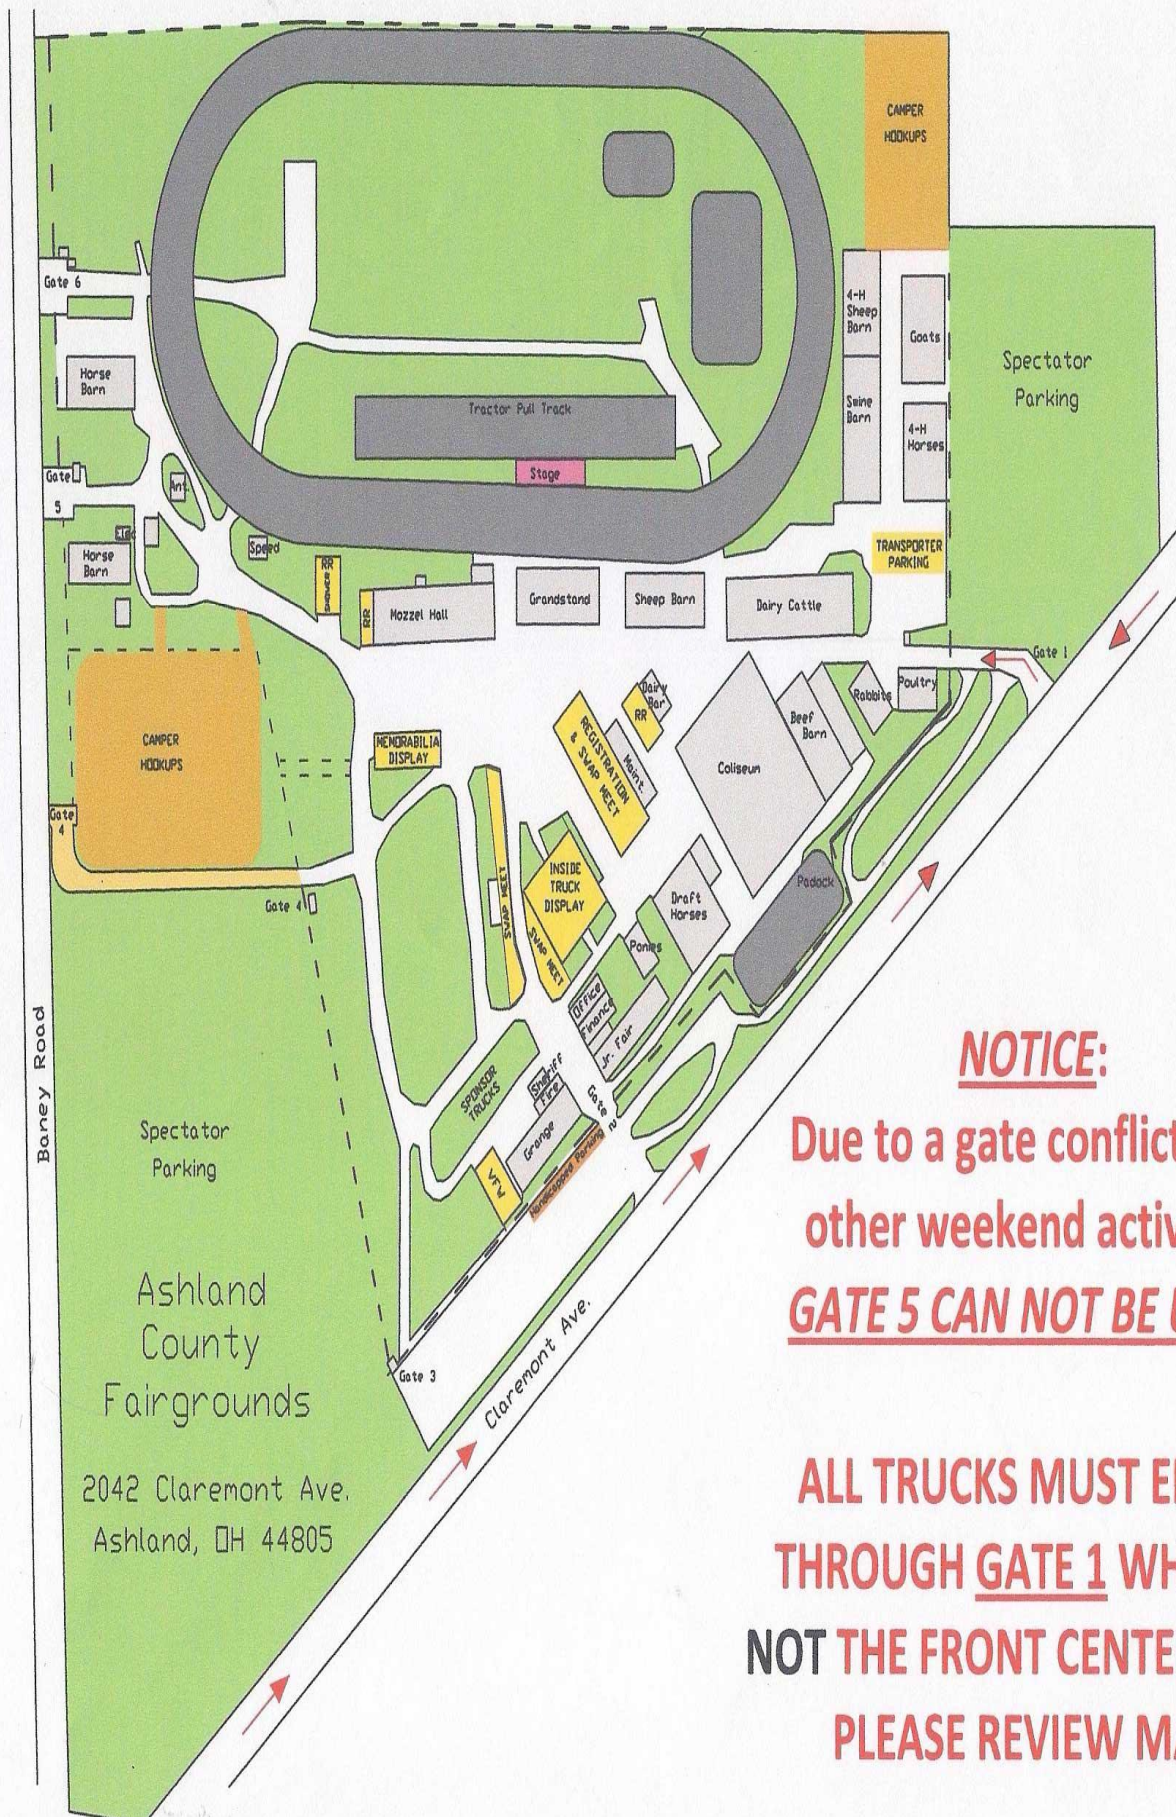 CAMPER
HOOKUPS
Gate 6
4-H
Sheep
Barn
Goats
Spectator
Parking
Horse
Barn
Tractor Pull Track
Swine
Barn
4-H
Horses
Stage
Gate
5
Ant.
Elec
Speed
Horse
Barn
TRANSPORTER
PARKING
RR
SHOWER
RR
Mozzel Hall
Grandstand
Sheep Barn
Dairy Cattle
Gate 1
Dairy
Bar
RR
Rabbits
Poultry
REGISTRATION
& SWAP MEET
Maint.
Beef
Barn
Coliseum
CAMPER
HOOKUPS
MEMORABILIA
DISPLAY
Gate
4
Gate 4
SWAP MEET
INSIDE
TRUCK
DISPLAY
SWAP MEET
Draft
Horses
Padock
Ponies
Office
Finance
Jr. Fair
Baney Road
SPONSOR
TRUCKS
Sheriff
Fire
Gate 2
Grange
VFW
Handicapped Parking
Spectator
Parking
Gate 3
Claremont Ave.
Ashland
County
Fairgrounds
2042 Claremont Ave.
Ashland, OH 44805
NOTICE:
Due to a gate conflict
other weekend activ
GATE 5 CAN NOT BE
ALL TRUCKS MUST E
THROUGH GATE 1 WH
NOT THE FRONT CENTE
PLEASE REVIEW MA